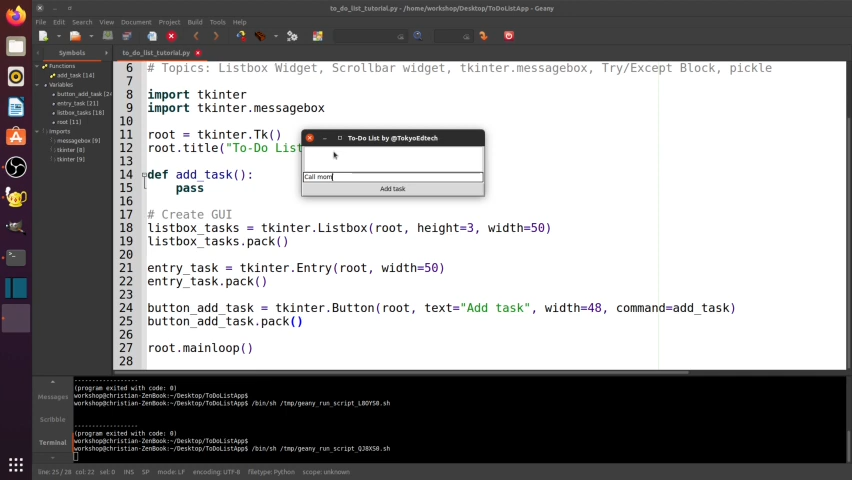 to_do_list_tutorial.py - /home/workshop/Desktop/ToDoListApp - Geany
File Edit Search View Document Project Build Tools Help
Symbols
to_do_list_tutorial.py
Functions
add_task [14]
Variables
button_add_task [24
entry_task [21]
listbox_tasks [18]
root [11]
Imports
messagebox [9]
tkinter [8]
tkinter [9]
6 # Topics: Listbox Widget, Scrollbar widget, tkinter.messagebox, Try/Except Block, pickle
7
8 import tkinter
9 import tkinter.messagebox
10
11 root = tkinter.Tk()
12 root.title("To-Do List
13
14 def add_task():
15 pass
16
17 # Create GUI
18 listbox_tasks = tkinter.Listbox(root, height=3, width=50)
19 listbox_tasks.pack()
20
21 entry_task = tkinter.Entry(root, width=50)
22 entry_task.pack()
23
24 button_add_task = tkinter.Button(root, text="Add task", width=48, command=add_task)
25 button_add_task.pack()
26
27 root.mainloop()
28
To-Do List by @TokyoEdtech
Call mom
Add task
Messages
Scribble
Terminal
------------------
(program exited with code: 0)
workshop@christian-ZenBook:~/Desktop/ToDoListApp$
workshop@christian-ZenBook:~/Desktop/ToDoListApp$ /bin/sh /tmp/geany_run_script_L8OYS0.sh
------------------
(program exited with code: 0)
workshop@christian-ZenBook:~/Desktop/ToDoListApp$
workshop@christian-ZenBook:~/Desktop/ToDoListApp$ /bin/sh /tmp/geany_run_script_QJ8XS0.sh
line: 25 / 28 col: 22 sel: 0 INS SP mode: LF encoding: UTF-8 filetype: Python scope: unknown